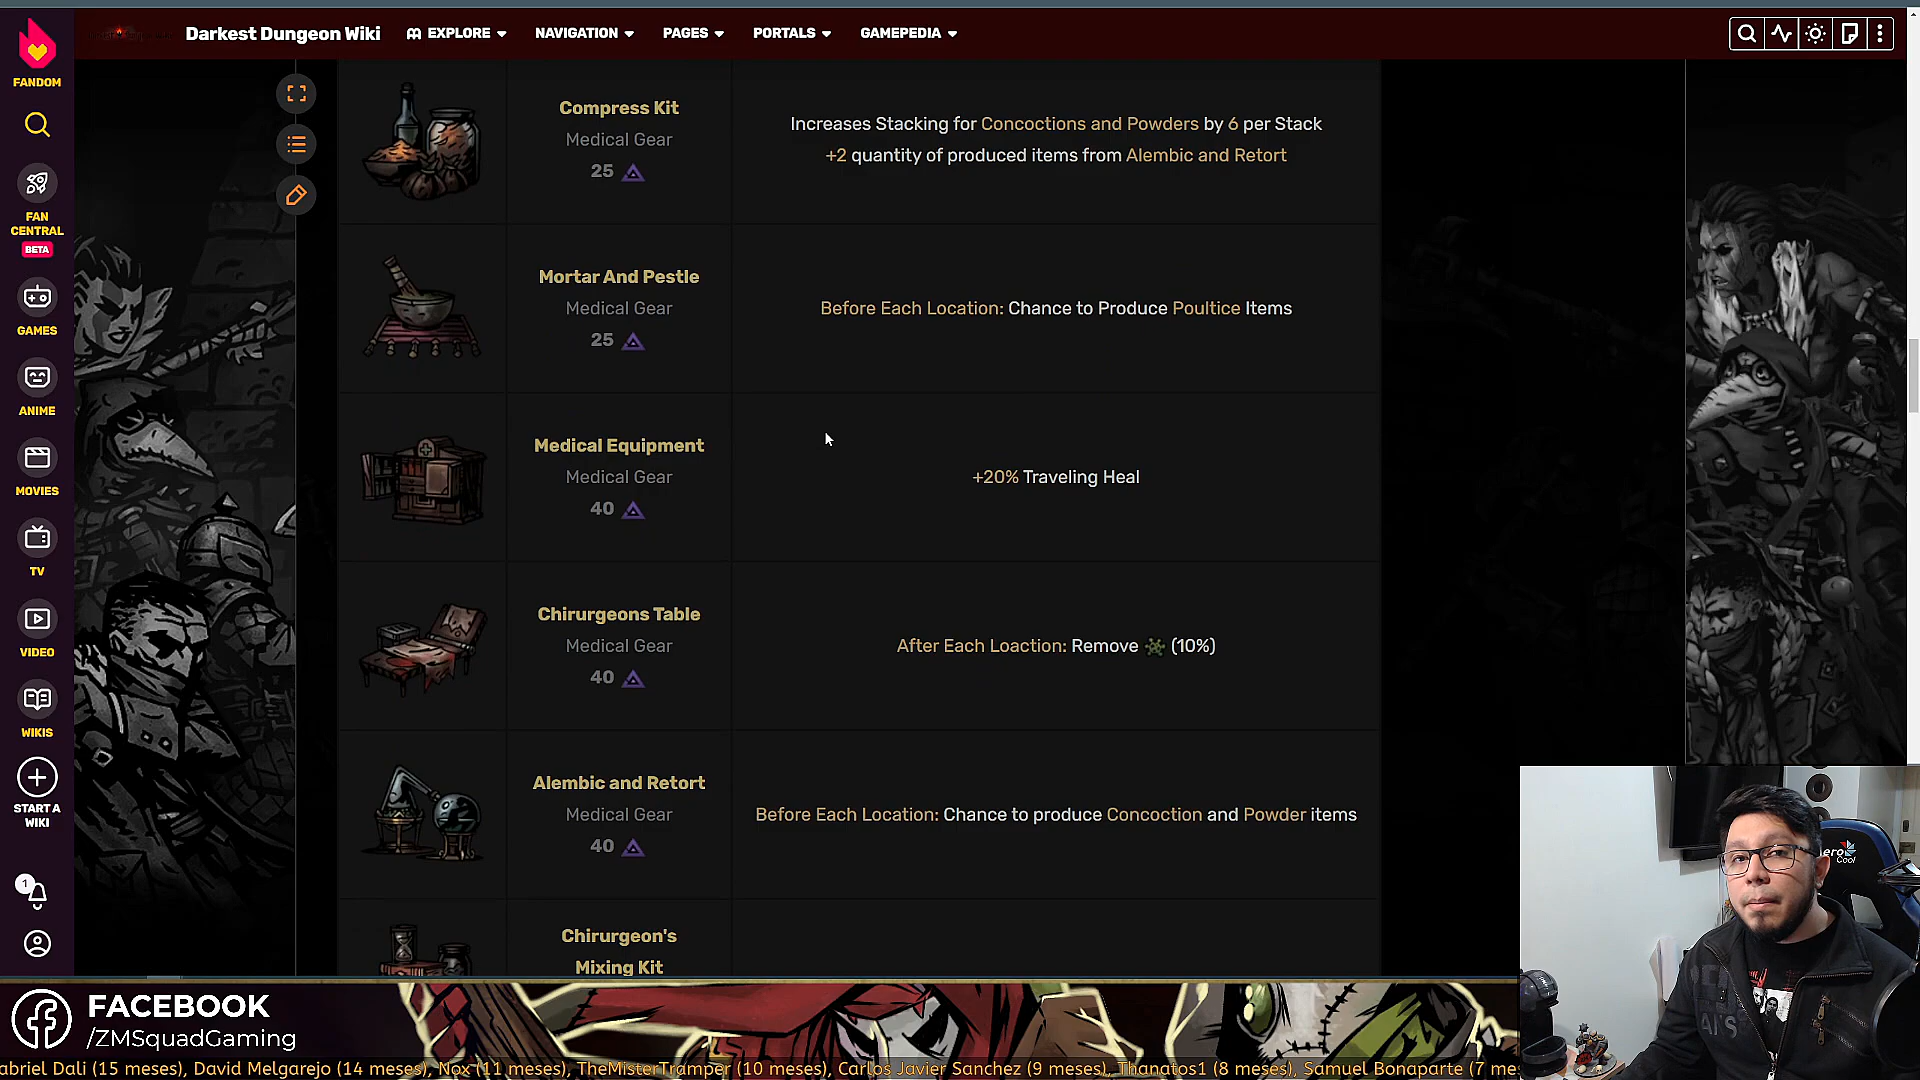 Darkest Dungeon Wiki
EXPLORE
NAVIGATION
PAGES
PORTALS
GAMEPEDIA
FANDOM
FAN
CENTRAL
BETA
GAMES
ANIME
MOVIES
TV
VIDEO
WIKIS
START A
WIKI
1
Compress Kit
Medical Gear
25
Increases Stacking for Concoctions and Powders by 6 per Stack
+2 quantity of produced items from Alembic and Retort
Mortar And Pestle
Medical Gear
25
Before Each Location: Chance to Produce Poultice Items
Medical Equipment
Medical Gear
40
+20% Traveling Heal
Chirurgeons Table
Medical Gear
40
After Each Loaction: Remove (10%)
Alembic and Retort
Medical Gear
40
Before Each Location: Chance to produce Concoction and Powder items
Chirurgeon's
Mixing Kit
aero
Cool
FACEBOOK
/ZMSquadGaming
abriel Dali (15 meses), David Melgarejo (14 meses), Nox (11 meses), TheMisterTramper (10 meses), Carlos Javier Sanchez (9 meses), Thanatos1 (8 meses), Samuel Bonaparte (7 me